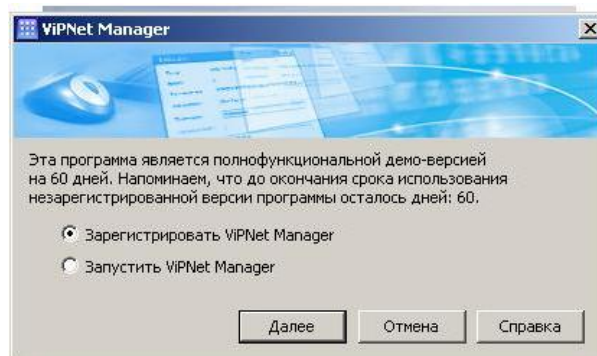 ViPNet Manager
Эта программа является полнофункциональной демо-версией
на 60 дней. Напоминаем, что до окончания срока использования
незарегистрированной версии программы осталось дней: 60.
Зарегистрировать ViPNet Manager
Запустить ViPNet Manager
Далее
Отмена
Справка